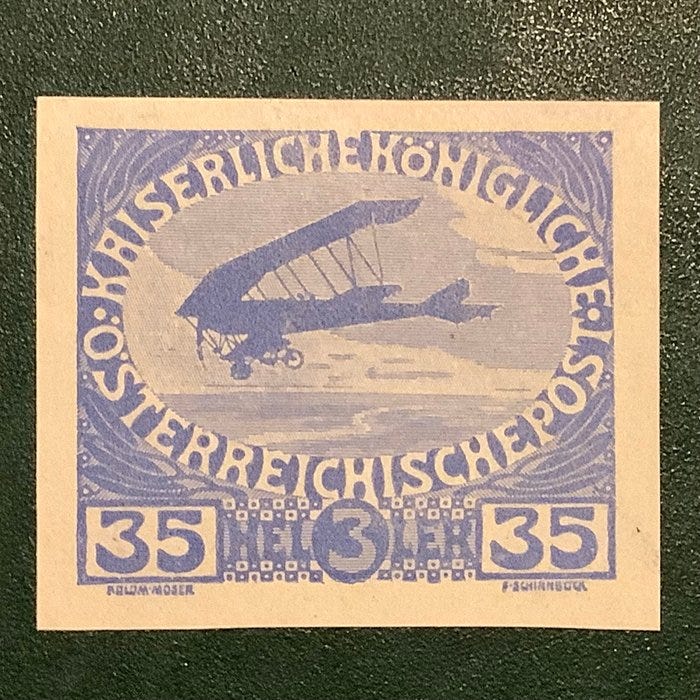 KAISERLICHE KÖNIGLICHE
ÖSTERREICHISCHE POST
35 HEL 3 LER 35
KOLOM·MOSER F·SCHIRNBÖCK